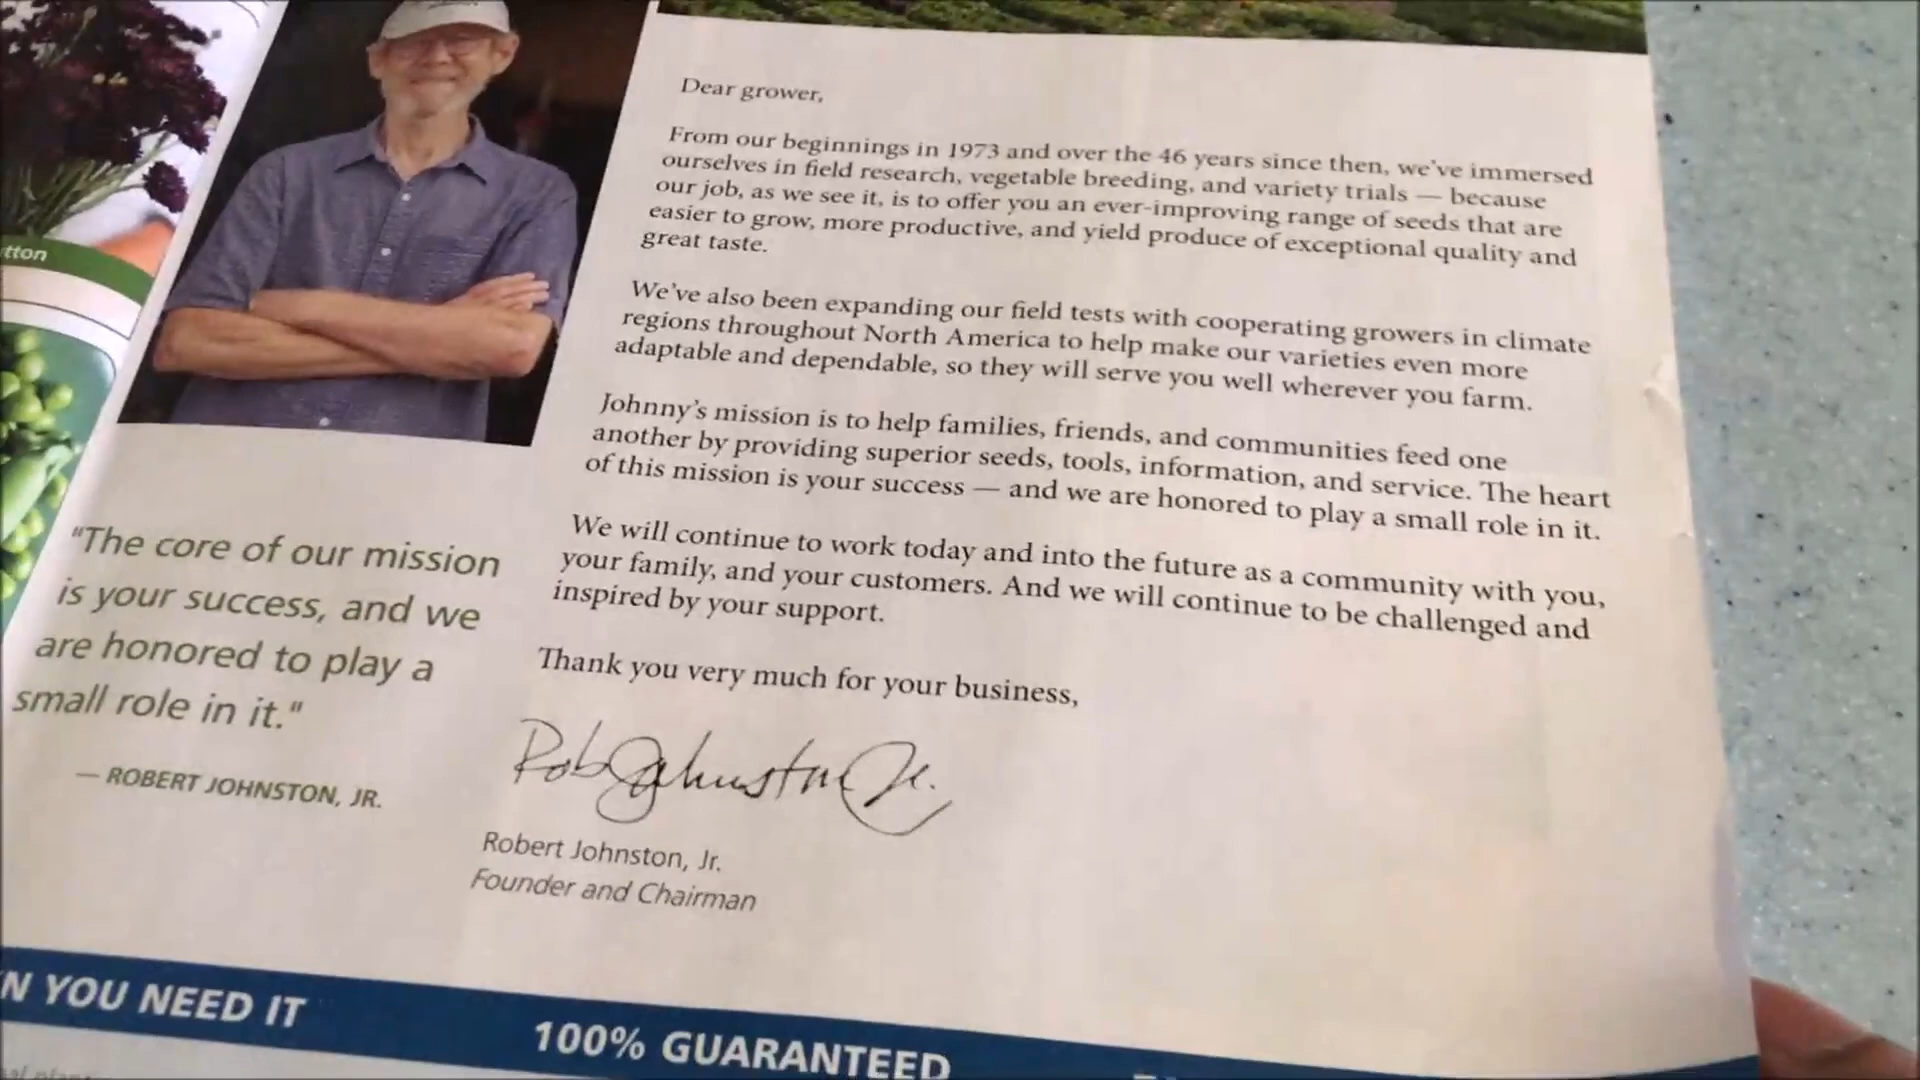 tton
Dear grower,
From our beginnings in 1973 and over the 46 years since then, we've immersed
ourselves in field research, vegetable breeding, and variety trials — because
our job, as we see it, is to offer you an ever-improving range of seeds that are
easier to grow, more productive, and yield produce of exceptional quality and
great taste.
We've also been expanding our field tests with cooperating growers in climate
regions throughout North America to help make our varieties even more
adaptable and dependable, so they will serve you well wherever you farm.
Johnny's mission is to help families, friends, and communities feed one
another by providing superior seeds, tools, information, and service. The heart
of this mission is your success — and we are honored to play a small role in it.
We will continue to work today and into the future as a community with you,
your family, and your customers. And we will continue to be challenged and
inspired by your support.
Thank you very much for your business,
Rob Johnston Jr.
Robert Johnston, Jr.
Founder and Chairman
"The core of our mission
is your success, and we
are honored to play a
small role in it."
— ROBERT JOHNSTON, JR.
N YOU NEED IT
100% GUARANTEED